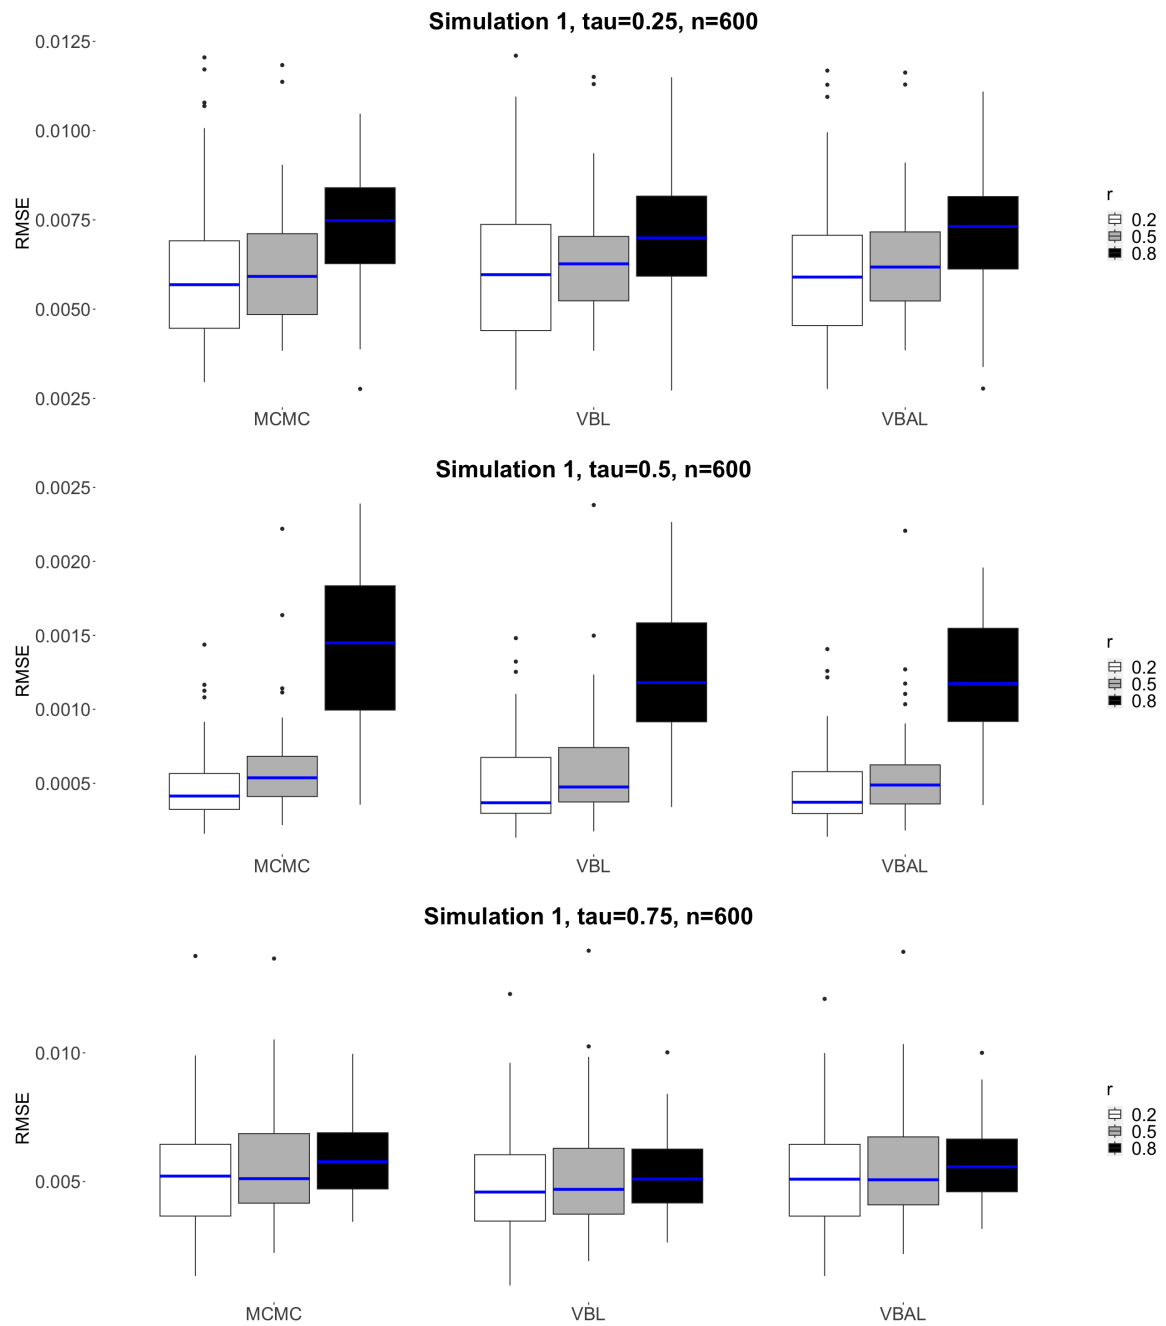 Simulation 1, tau=0.25, n=600
0.0125
0.0100
0.0075
0.0050
0.0025
RMSE
MCMC VBL VBAL
r
0.2
0.5
0.8
Simulation 1, tau=0.5, n=600
0.0025
0.0020
0.0015
0.0010
0.0005
RMSE
MCMC VBL VBAL
r
0.2
0.5
0.8
Simulation 1, tau=0.75, n=600
0.010
0.005
RMSE
MCMC VBL VBAL
r
0.2
0.5
0.8